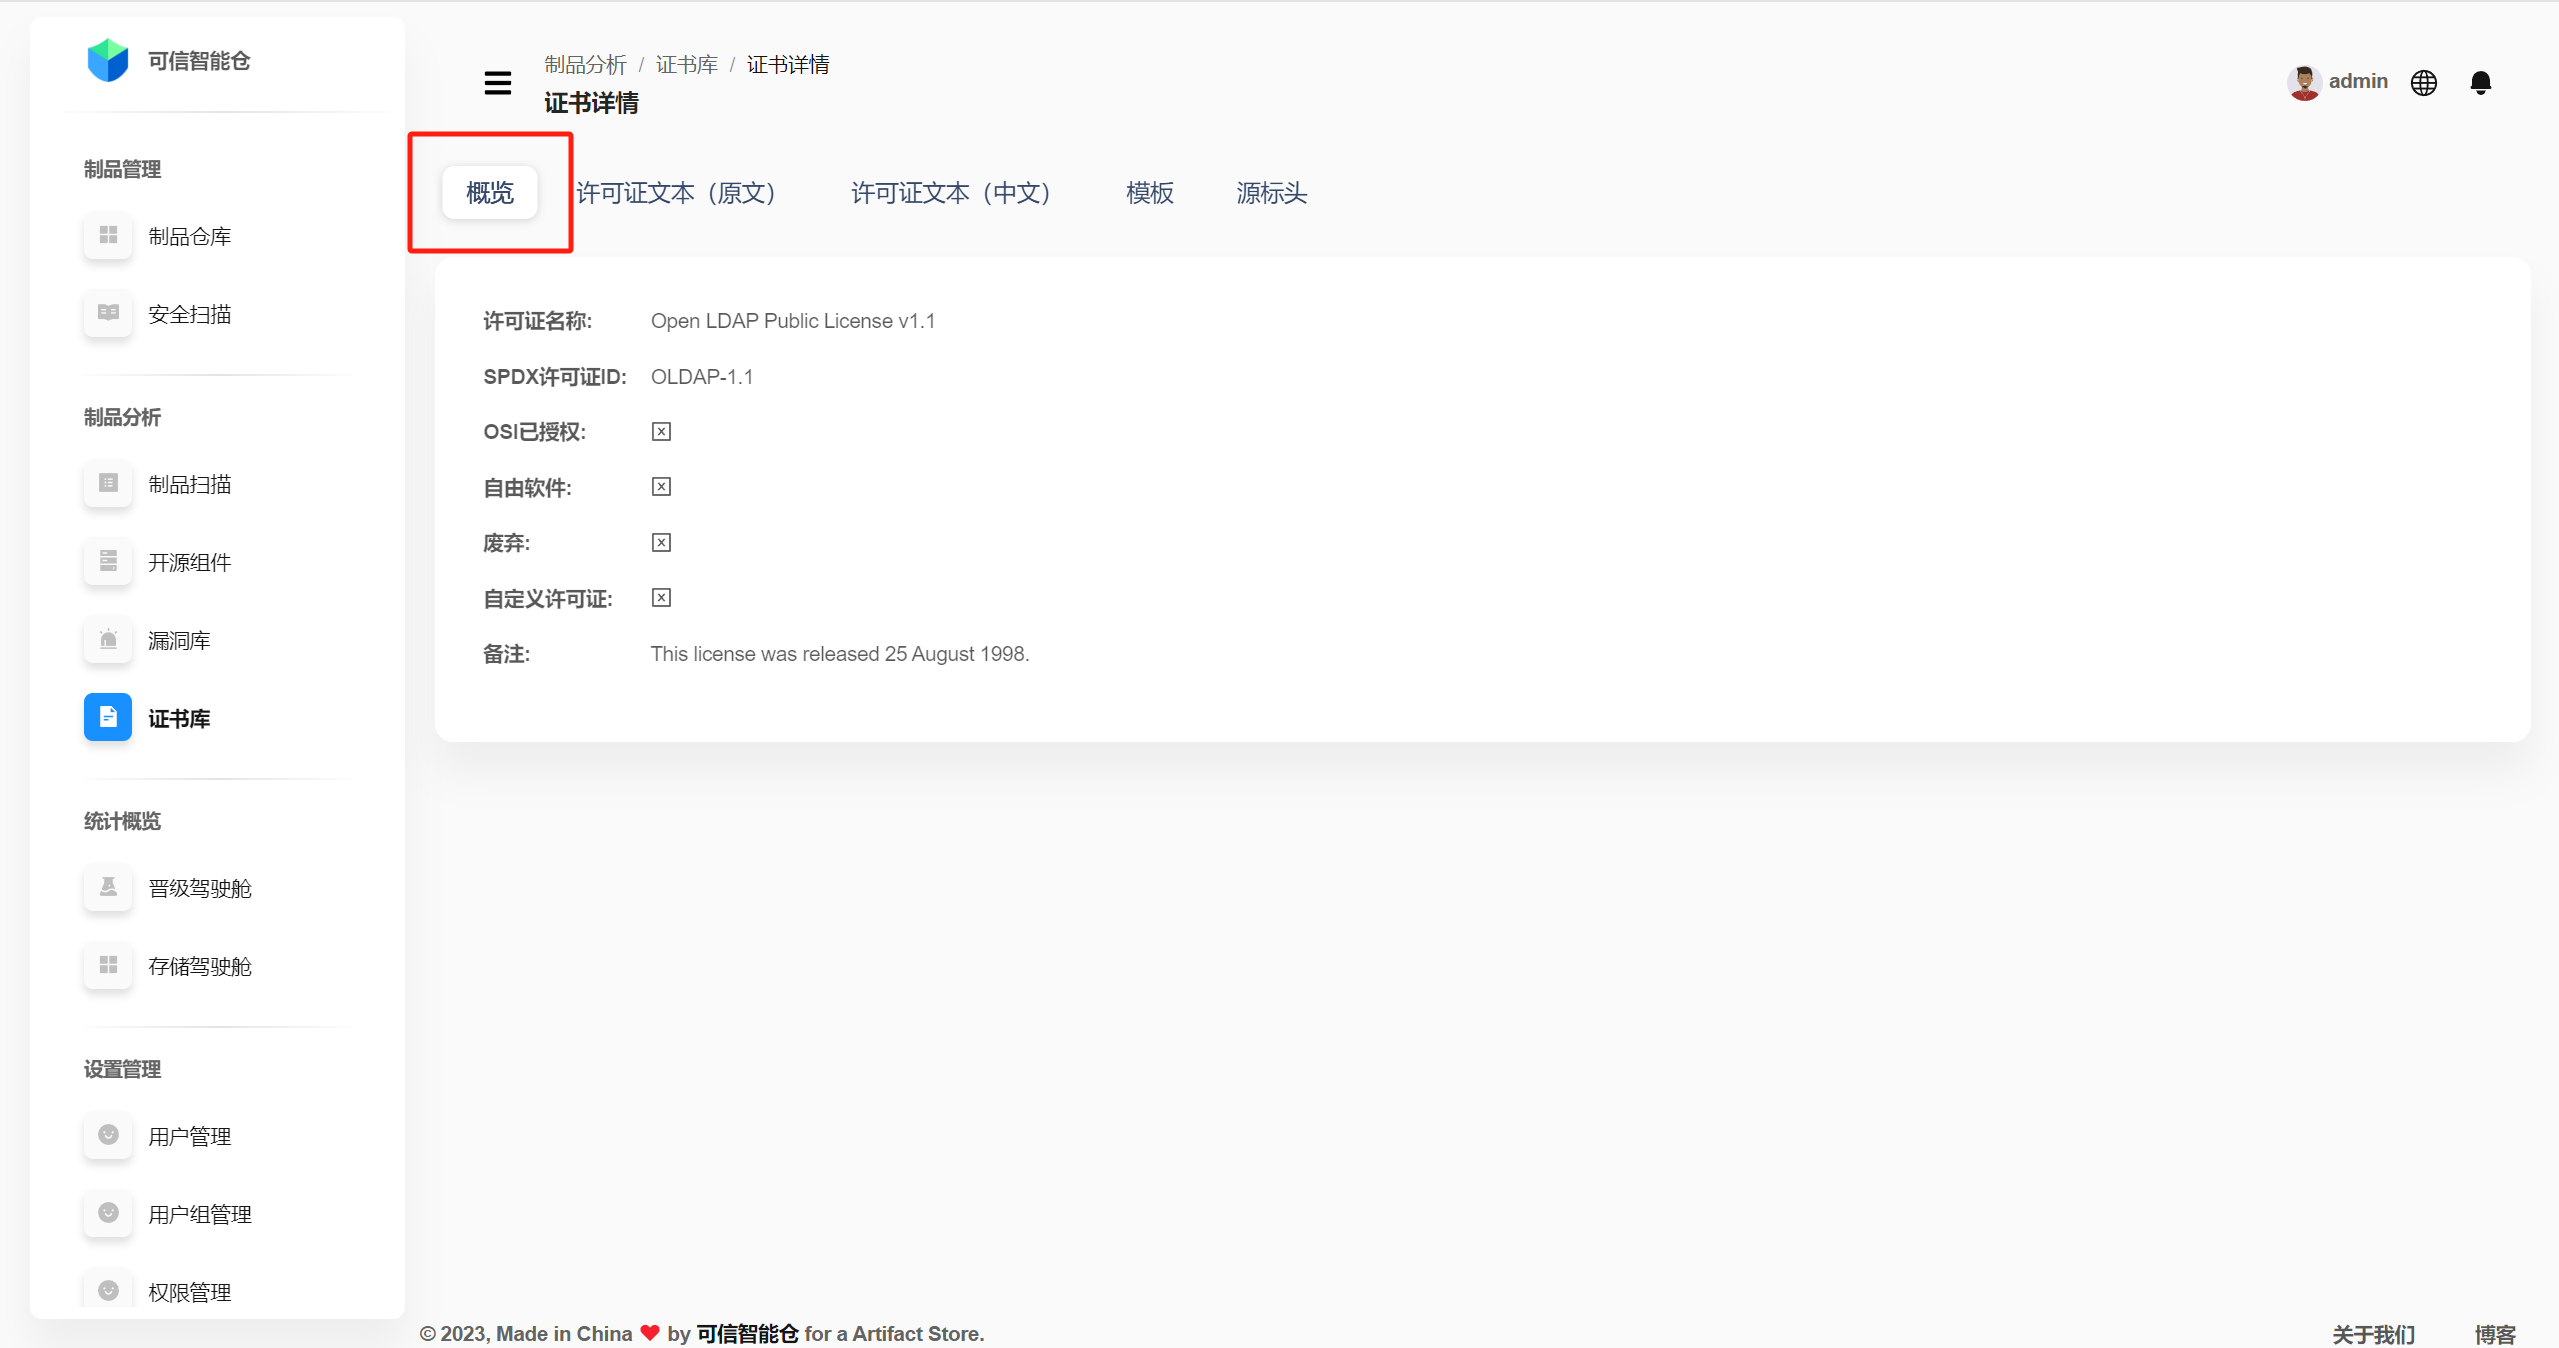 可信智能仓
制品管理
制品仓库
安全扫描
制品分析
制品扫描
开源组件
漏洞库
证书库
统计概览
晋级驾驶舱
存储驾驶舱
设置管理
用户管理
用户组管理
权限管理
制品分析 / 证书库 / 证书详情
证书详情
admin
概览 许可证文本（原文） 许可证文本（中文） 模板 源标头
许可证名称: Open LDAP Public License v1.1
SPDX许可证ID: OLDAP-1.1
OSI已授权:
自由软件:
废弃:
自定义许可证:
备注: This license was released 25 August 1998.
© 2023, Made in China ❤ by 可信智能仓 for a Artifact Store.
关于我们 博客